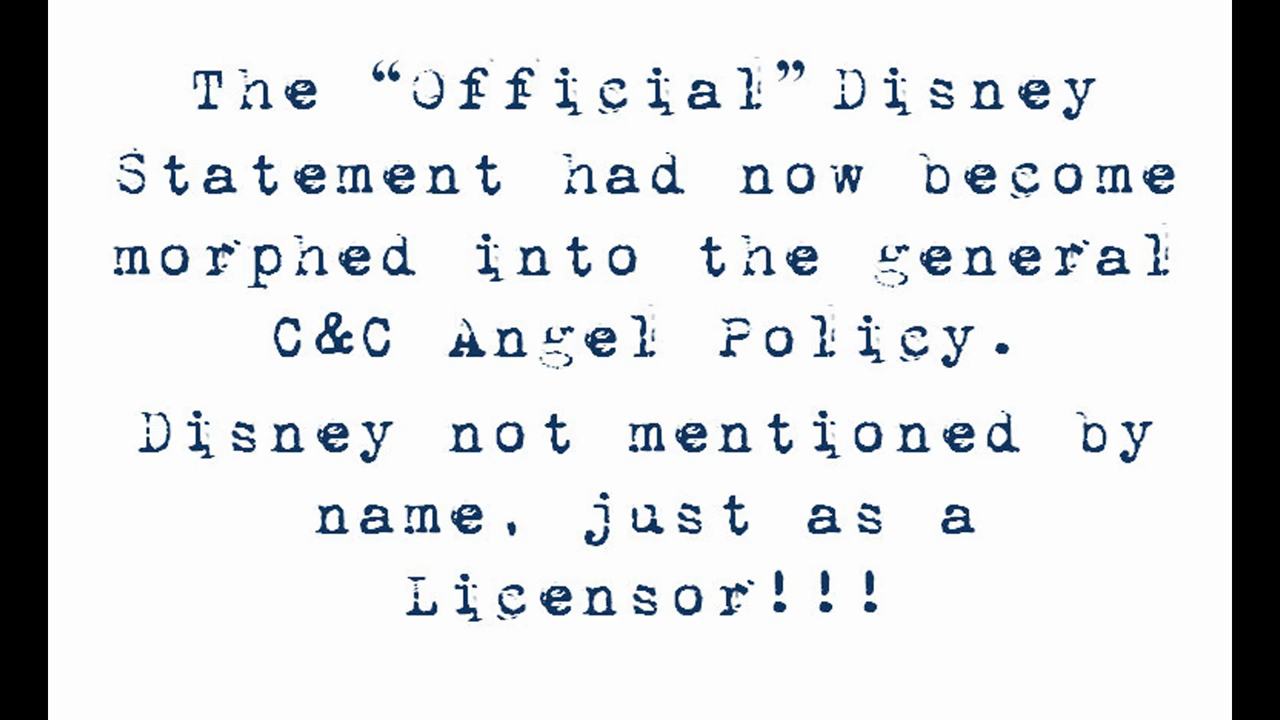 The “Official” Disney
Statement had now become
morphed into the general
C&C Angel Policy.
Disney not mentioned by
name, just as a
Licensor!!!